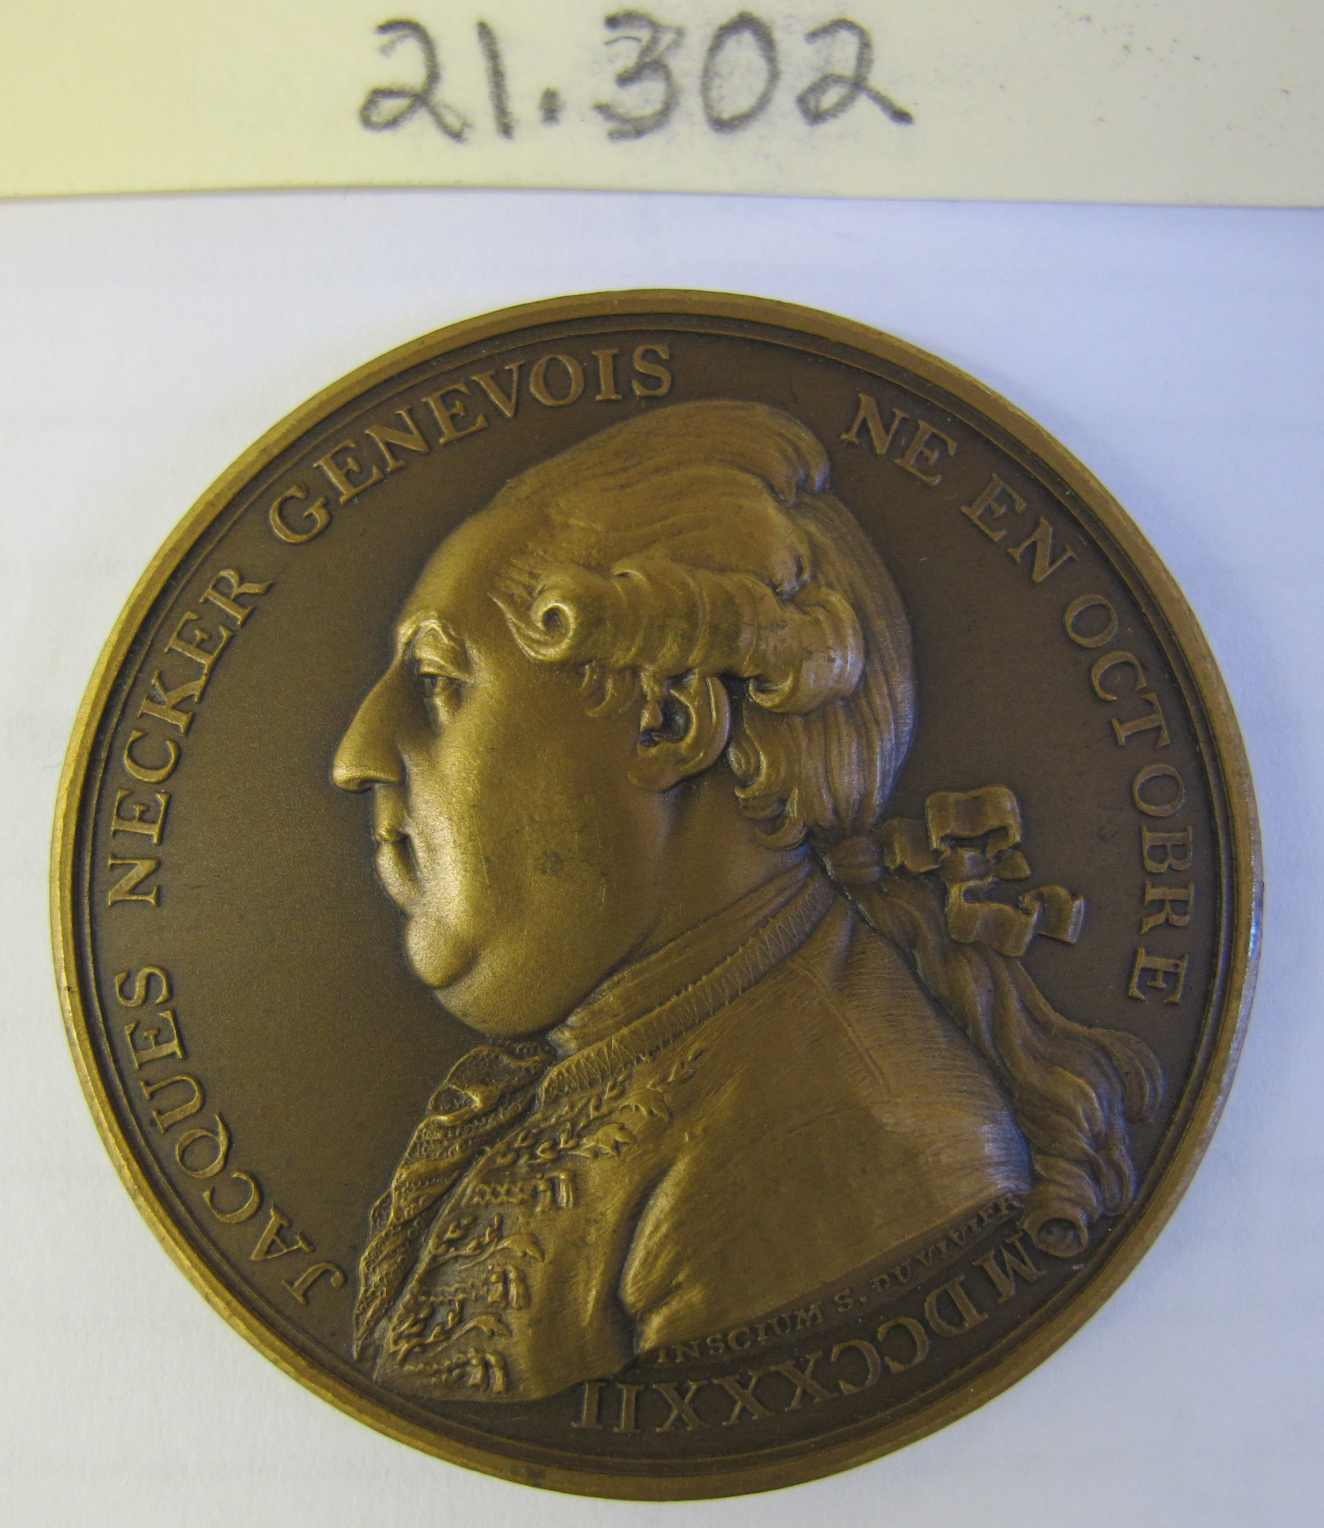 21.302
JACQUES NECKER GENEVOIS NE EN OCTOBRE MDCCXXXII
INSCIUM S. DUVIVIER